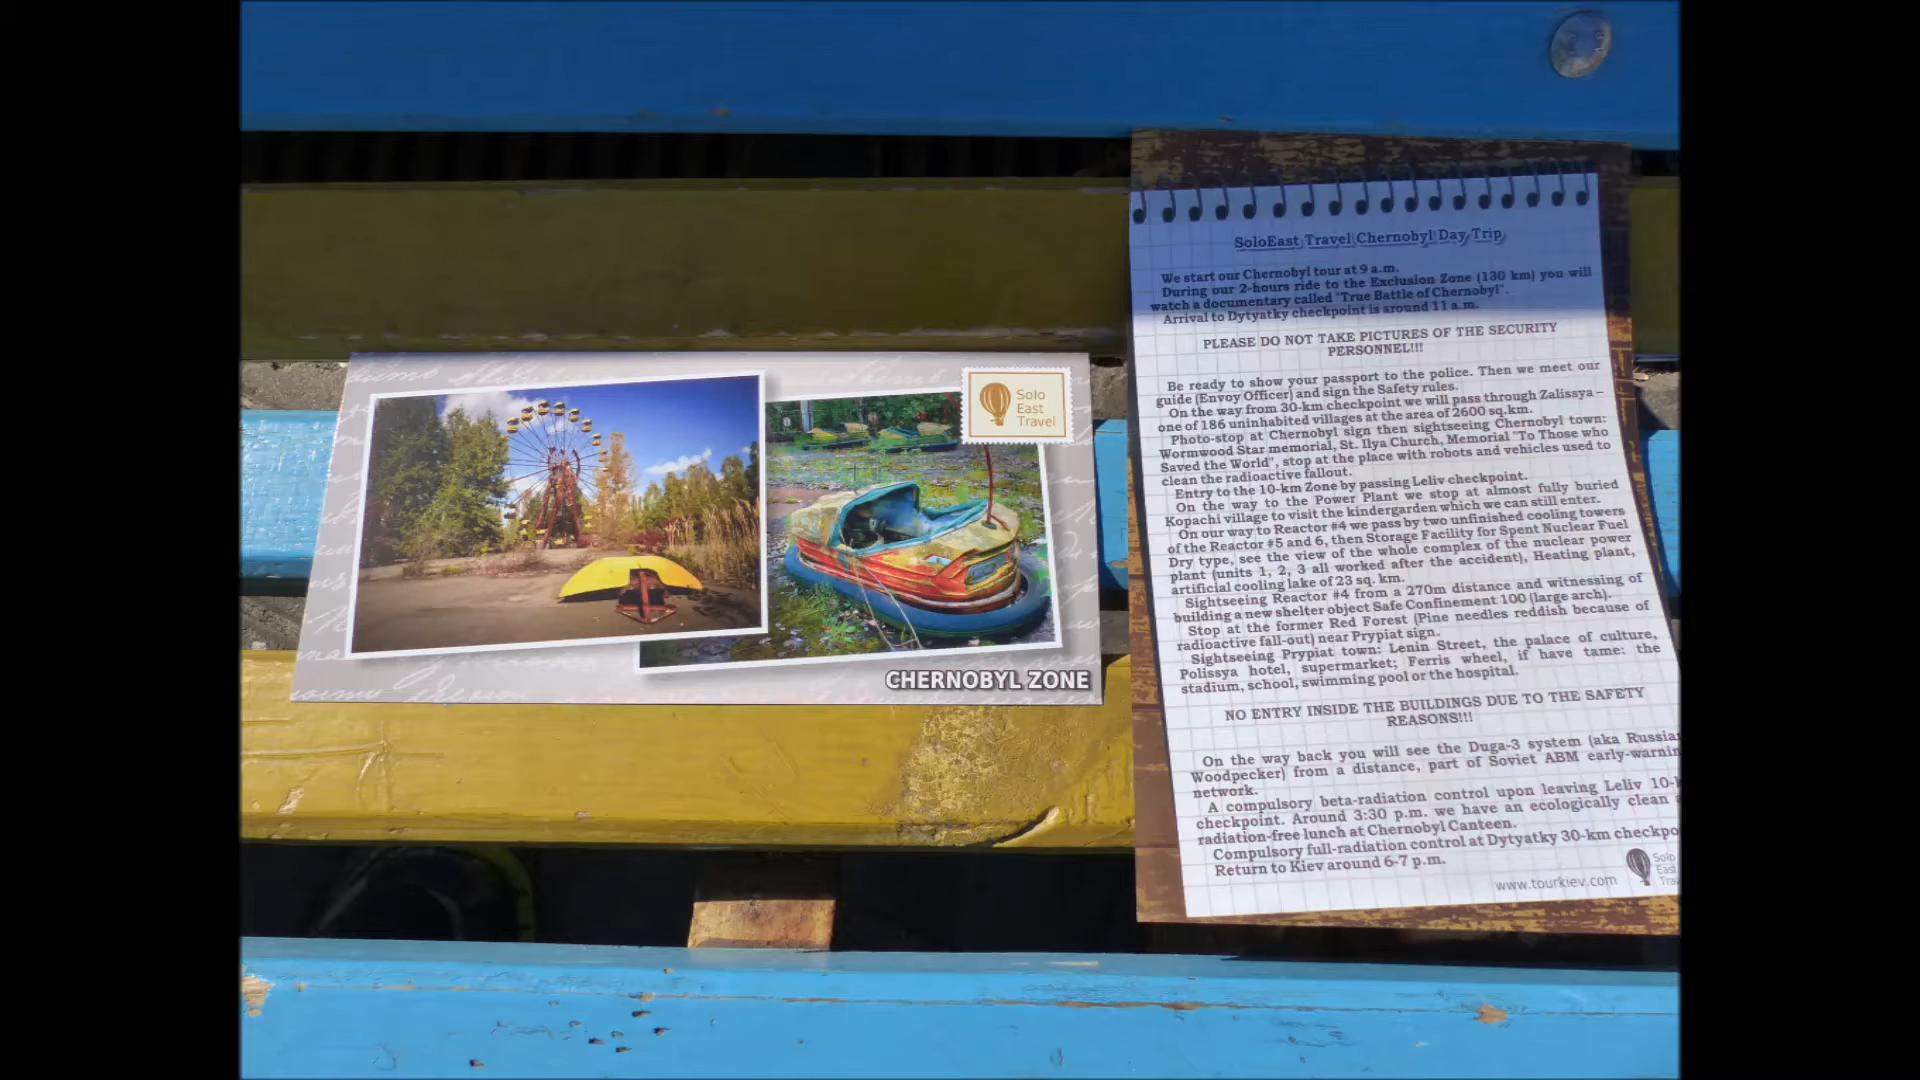 Solo
East
Travel
CHERNOBYL ZONE
SoloEast Travel Chernobyl Day Trip
We start our Chernobyl tour at 9 a.m.
During our 2-hours ride to the Exclusion Zone (130 km) you will
watch a documentary called "True Battle of Chernobyl".
Arrival to Dytyatky checkpoint is around 11 a.m.
PLEASE DO NOT TAKE PICTURES OF THE SECURITY
PERSONNEL!!!
Be ready to show your passport to the police. Then we meet our
guide (Envoy Officer) and sign the Safety rules.
On the way from 30-km checkpoint we will pass through Zalissya –
one of 186 uninhabited villages at the area of 2600 sq.km.
Photo-stop at Chernobyl sign then sightseeing Chernobyl town:
Wormwood Star memorial, St. Ilya Church, Memorial "To Those who
Saved the World", stop at the place with robots and vehicles used to
clean the radioactive fallout.
Entry to the 10-km Zone by passing Leliv checkpoint.
On the way to the Power Plant we stop at almost fully buried
Kopachi village to visit the kindergarden which we can still enter.
On our way to Reactor #4 we pass by two unfinished cooling towers
of the Reactor #5 and 6, then Storage Facility for Spent Nuclear Fuel
Dry type, see the view of the whole complex of the nuclear power
plant (units 1, 2, 3 all worked after the accident), Heating plant,
artificial cooling lake of 23 sq. km.
Sightseeing Reactor #4 from a 270m distance and witnessing of
building a new shelter object Safe Confinement 100 (large arch).
Stop at the former Red Forest (Pine needles reddish because of
radioactive fall-out) near Prypiat sign.
Sightseeing Prypiat town: Lenin Street, the palace of culture,
Polissya hotel, supermarket; Ferris wheel, if have tame: the
stadium, school, swimming pool or the hospital.
NO ENTRY INSIDE THE BUILDINGS DUE TO THE SAFETY
REASONS!!!
On the way back you will see the Duga-3 system (aka Russian
Woodpecker) from a distance, part of Soviet ABM early-warnin
network.
A compulsory beta-radiation control upon leaving Leliv 10-k
checkpoint. Around 3:30 p.m. we have an ecologically clean
radiation-free lunch at Chernobyl Canteen.
Compulsory full-radiation control at Dytyatky 30-km checkpo
Return to Kiev around 6-7 p.m.
www.tourkiev.com
Solo
East
Tra